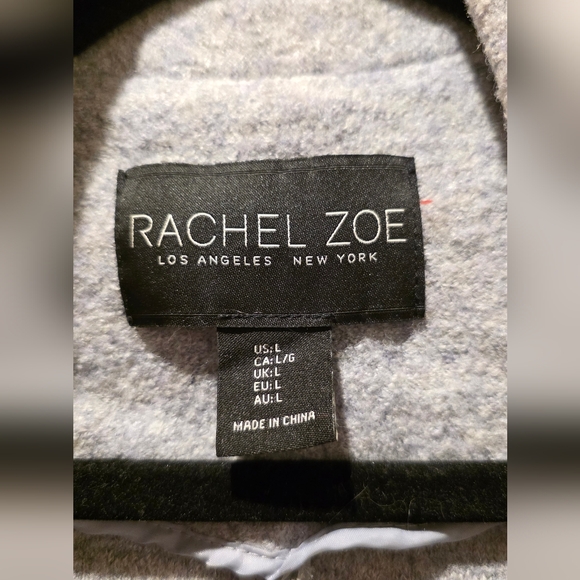 RACHEL ZOE
LOS ANGELES NEW YORK
US:L
CA:L/G
UK:L
EU:L
AU:L
MADE IN CHINA